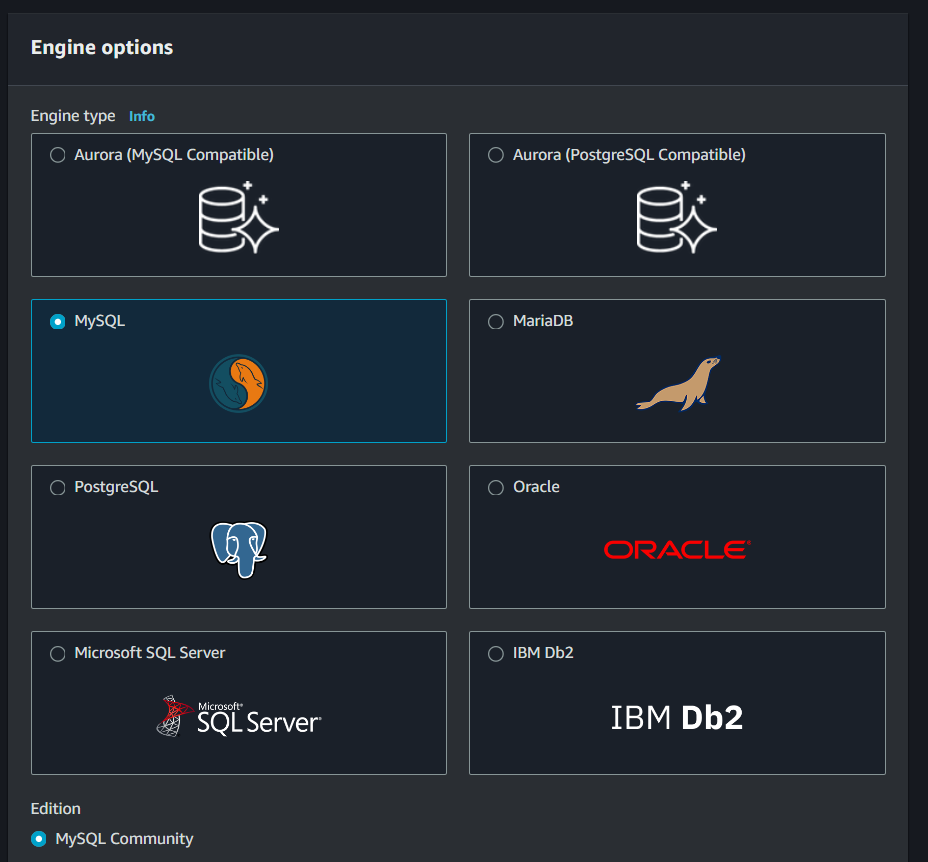 Engine options
Engine type Info
Aurora (MySQL Compatible)
Aurora (PostgreSQL Compatible)
MySQL
MariaDB
PostgreSQL
Oracle
ORACLE®
Microsoft SQL Server
IBM Db2
Microsoft®
SQL Server®
IBM Db2
Edition
MySQL Community